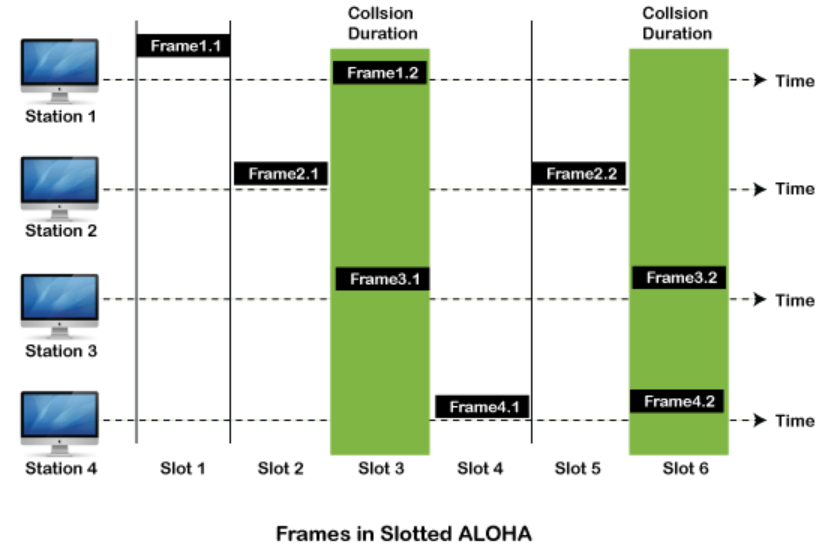 Collsion
Duration
Collsion
Duration
Frame1.1
Frame1.2
Time
Station 1
Frame2.1
Frame2.2
Time
Station 2
Frame3.1
Frame3.2
Time
Station 3
Frame4.1
Frame4.2
Time
Station 4
Slot 1
Slot 2
Slot 3
Slot 4
Slot 5
Slot 6
Frames in Slotted ALOHA